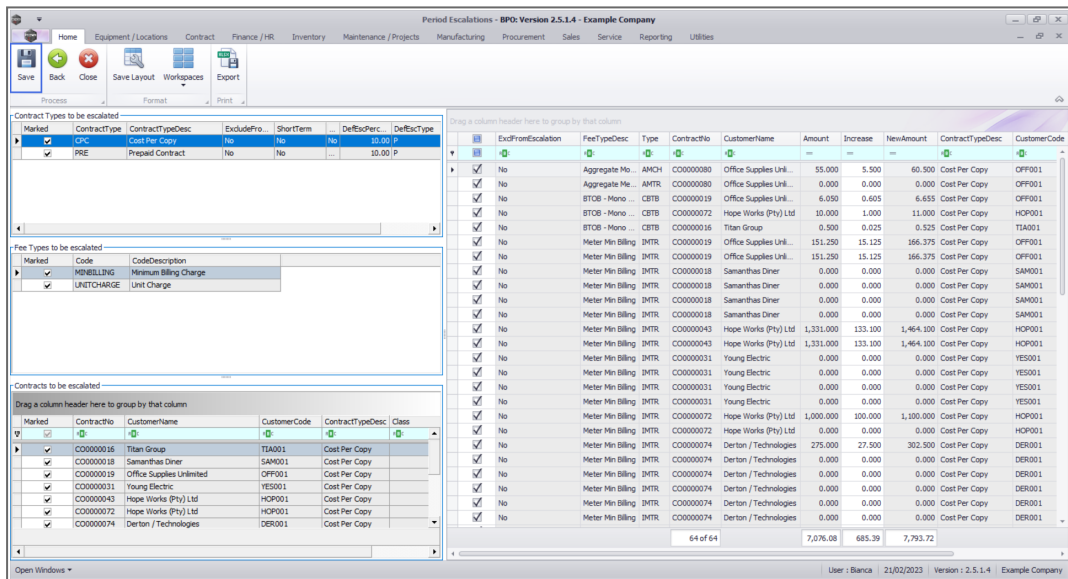 Period Escalations - BPO: Version 2.5.1.4 - Example Company
Home Equipment / Locations Contract Finance / HR Inventory Maintenance / Projects Manufacturing Procurement Sales Service Reporting Utilities
Save Back Close Save Layout Workspaces Export
Process Format Print
Contract Types to be escalated
Marked ContractType ContractTypeDesc ExcludeFro... ShortTerm ... DefEscPerc... DefEscType
CPC Cost Per Copy No No No 10.00 P
PRE Prepaid Contract No No ... 10.00 P
Fee Types to be escalated
Marked Code CodeDescription
MINBILLING Minimum Billing Charge
UNITCHARGE Unit Charge
Contracts to be escalated
Drag a column header here to group by that column
Marked ContractNo CustomerName CustomerCode ContractTypeDesc Class
CO0000016 Titan Group TIA001 Cost Per Copy
CO0000018 Samanthas Diner SAM001 Cost Per Copy
CO0000019 Office Supplies Unlimited OFF001 Cost Per Copy
CO0000031 Young Electric YES001 Cost Per Copy
CO0000043 Hope Works (Pty) Ltd HOP001 Cost Per Copy
CO0000072 Hope Works (Pty) Ltd HOP001 Cost Per Copy
CO0000074 Derton / Technologies DER001 Cost Per Copy
Drag a column header here to group by that column
ExclFromEscalation FeeTypeDesc Type ContractNo CustomerName Amount Increase NewAmount ContractTypeDesc CustomerCode
No Aggregate Mo... AMCH CO0000080 Office Supplies Unli... 55.000 5.500 60.500 Cost Per Copy OFF001
No Aggregate Me... AMTR CO0000080 Office Supplies Unli... 0.000 0.000 0.000 Cost Per Copy OFF001
No BTOB - Mono ... CBTB CO0000019 Office Supplies Unli... 6.050 0.605 6.655 Cost Per Copy OFF001
No BTOB - Mono ... CBTB CO0000072 Hope Works (Pty) Ltd 10.000 1.000 11.000 Cost Per Copy HOP001
No BTOB - Mono ... CBTB CO0000016 Titan Group 0.500 0.025 0.525 Cost Per Copy TIA001
No Meter Min Billing IMTR CO0000019 Office Supplies Unli... 151.250 15.125 166.375 Cost Per Copy OFF001
No Meter Min Billing IMTR CO0000019 Office Supplies Unli... 151.250 15.125 166.375 Cost Per Copy OFF001
No Meter Min Billing IMTR CO0000018 Samanthas Diner 0.000 0.000 0.000 Cost Per Copy SAM001
No Meter Min Billing IMTR CO0000018 Samanthas Diner 0.000 0.000 0.000 Cost Per Copy SAM001
No Meter Min Billing IMTR CO0000018 Samanthas Diner 0.000 0.000 0.000 Cost Per Copy SAM001
No Meter Min Billing IMTR CO0000018 Samanthas Diner 0.000 0.000 0.000 Cost Per Copy SAM001
No Meter Min Billing IMTR CO0000043 Hope Works (Pty) Ltd 1,331.000 133.100 1,464.100 Cost Per Copy HOP001
No Meter Min Billing IMTR CO0000043 Hope Works (Pty) Ltd 1,331.000 133.100 1,464.100 Cost Per Copy HOP001
No Meter Min Billing IMTR CO0000031 Young Electric 0.000 0.000 0.000 Cost Per Copy YES001
No Meter Min Billing IMTR CO0000031 Young Electric 0.000 0.000 0.000 Cost Per Copy YES001
No Meter Min Billing IMTR CO0000031 Young Electric 0.000 0.000 0.000 Cost Per Copy YES001
No Meter Min Billing IMTR CO0000031 Young Electric 0.000 0.000 0.000 Cost Per Copy YES001
No Meter Min Billing IMTR CO0000072 Hope Works (Pty) Ltd 1,000.000 100.000 1,100.000 Cost Per Copy HOP001
No Meter Min Billing IMTR CO0000072 Hope Works (Pty) Ltd 0.000 0.000 0.000 Cost Per Copy HOP001
No Meter Min Billing IMTR CO0000074 Derton / Technologies 275.000 27.500 302.500 Cost Per Copy DER001
No Meter Min Billing IMTR CO0000074 Derton / Technologies 0.000 0.000 0.000 Cost Per Copy DER001
No Meter Min Billing IMTR CO0000074 Derton / Technologies 0.000 0.000 0.000 Cost Per Copy DER001
No Meter Min Billing IMTR CO0000074 Derton / Technologies 0.000 0.000 0.000 Cost Per Copy DER001
No Meter Min Billing IMTR CO0000074 Derton / Technologies 0.000 0.000 0.000 Cost Per Copy DER001
No Meter Min Billing IMTR CO0000074 Derton / Technologies 0.000 0.000 0.000 Cost Per Copy DER001
64 of 64 7,076.08 685.39 7,793.72
Open Windows User : Bianca 21/02/2023 Version : 2.5.1.4 Example Company